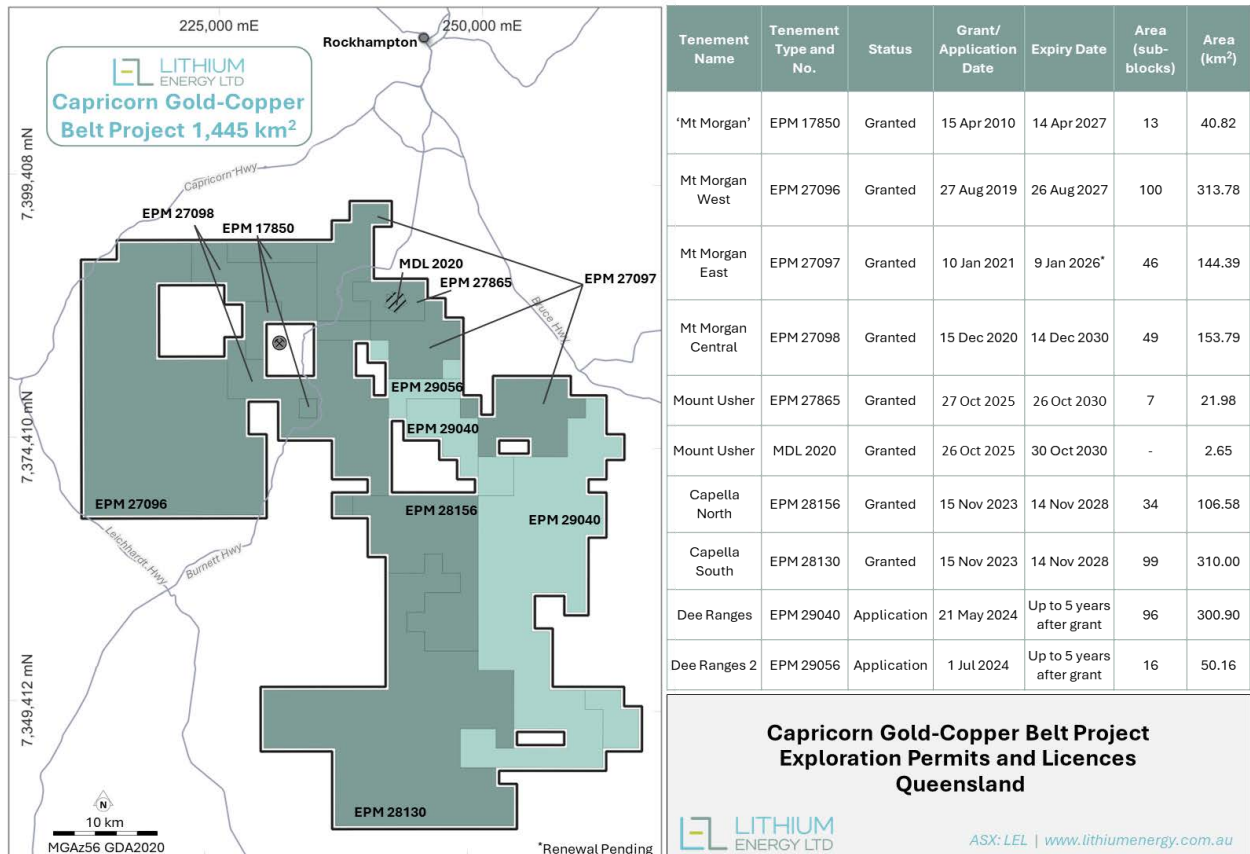 225,000 mE
250,000 mE
Rockhampton
LITHIUM
ENERGY LTD
Capricorn Gold-Copper
Belt Project 1,445 km²
7,399,408 mN
Capricorn Hwy
EPM 27098
EPM 17850
MDL 2020
EPM 27865
EPM 27097
Bruce Hwy
EPM 29056
7,374,410 mN
EPM 29040
EPM 27096
EPM 28156
EPM 29040
Leichhardt Hwy
Burnett Hwy
7,349,412 mN
N
10 km
MGAz56 GDA2020
EPM 28130
*Renewal Pending
Tenement Name
Tenement Type and No.
Status
Grant/ Application Date
Expiry Date
Area (sub-blocks)
Area (km²)
'Mt Morgan' EPM 17850 Granted 15 Apr 2010 14 Apr 2027 13 40.82
Mt Morgan West EPM 27096 Granted 27 Aug 2019 26 Aug 2027 100 313.78
Mt Morgan East EPM 27097 Granted 10 Jan 2021 9 Jan 2026* 46 144.39
Mt Morgan Central EPM 27098 Granted 15 Dec 2020 14 Dec 2030 49 153.79
Mount Usher EPM 27865 Granted 27 Oct 2025 26 Oct 2030 7 21.98
Mount Usher MDL 2020 Granted 26 Oct 2025 30 Oct 2030 - 2.65
Capella North EPM 28156 Granted 15 Nov 2023 14 Nov 2028 34 106.58
Capella South EPM 28130 Granted 15 Nov 2023 14 Nov 2028 99 310.00
Dee Ranges EPM 29040 Application 21 May 2024 Up to 5 years after grant 96 300.90
Dee Ranges 2 EPM 29056 Application 1 Jul 2024 Up to 5 years after grant 16 50.16
Capricorn Gold-Copper Belt Project
Exploration Permits and Licences
Queensland
LITHIUM
ENERGY LTD
ASX: LEL | www.lithiumenergy.com.au